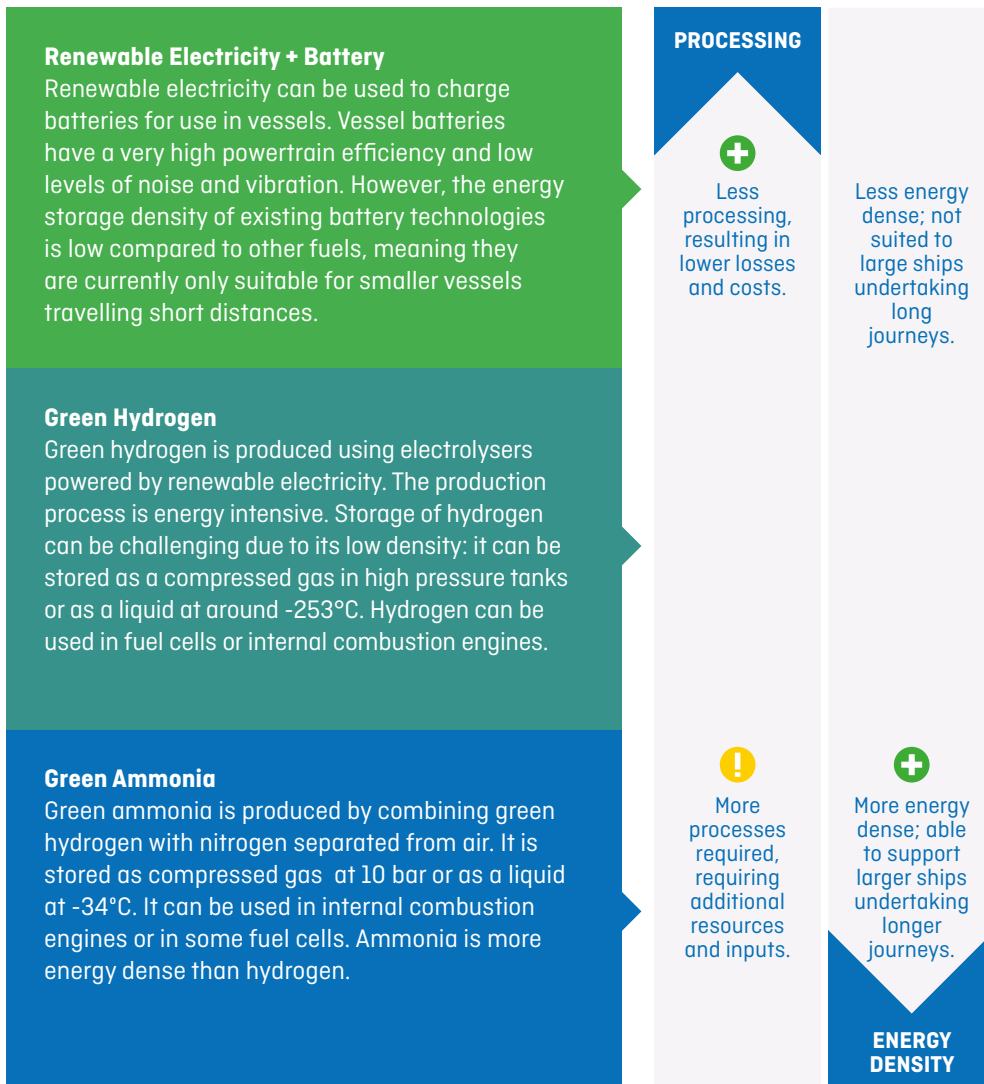 Renewable Electricity + Battery
Renewable electricity can be used to charge
batteries for use in vessels. Vessel batteries
have a very high powertrain efficiency and low
levels of noise and vibration. However, the energy
storage density of existing battery technologies
is low compared to other fuels, meaning they
are currently only suitable for smaller vessels
travelling short distances.
Green Hydrogen
Green hydrogen is produced using electrolysers
powered by renewable electricity. The production
process is energy intensive. Storage of hydrogen
can be challenging due to its low density: it can be
stored as a compressed gas in high pressure tanks
or as a liquid at around -253°C. Hydrogen can be
used in fuel cells or internal combustion engines.
Green Ammonia
Green ammonia is produced by combining green
hydrogen with nitrogen separated from air. It is
stored as compressed gas  at 10 bar or as a liquid
at -34°C. It can be used in internal combustion
engines or in some fuel cells. Ammonia is more
energy dense than hydrogen.
PROCESSING
Less
processing,
resulting in
lower losses
and costs.
More
processes
required,
requiring
additional
resources
and inputs.
Less energy
dense; not
suited to
large ships
undertaking
long
journeys.
More energy
dense; able
to support
larger ships
undertaking
longer
journeys.
ENERGY
DENSITY